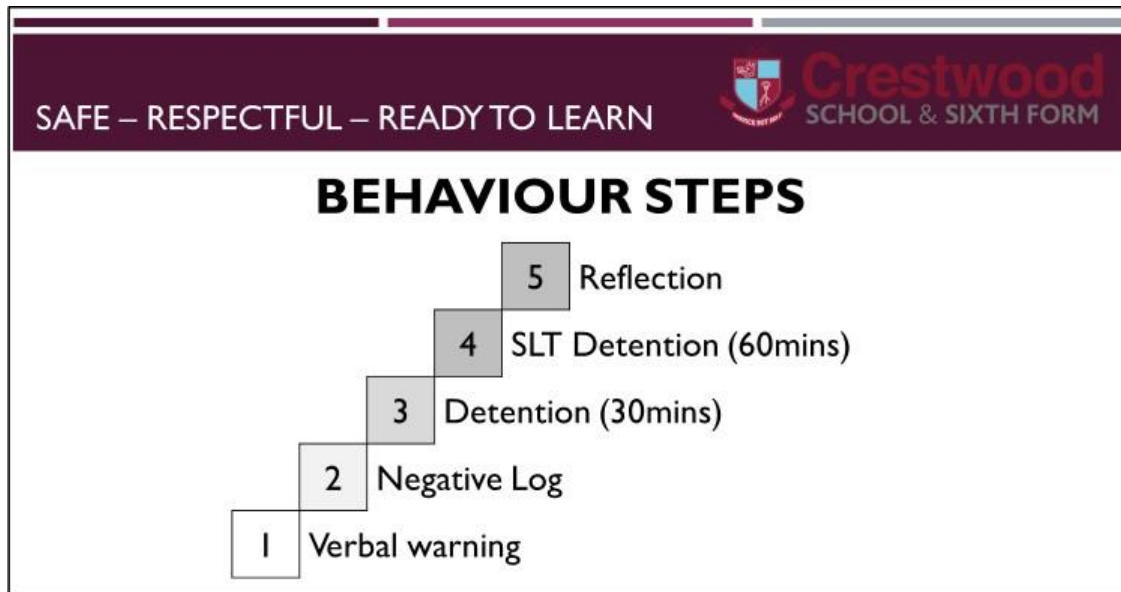 SAFE – RESPECTFUL – READY TO LEARN
Crestwood
SCHOOL & SIXTH FORM
BEHAVIOUR STEPS
5 Reflection
4 SLT Detention (60mins)
3 Detention (30mins)
2 Negative Log
1 Verbal warning